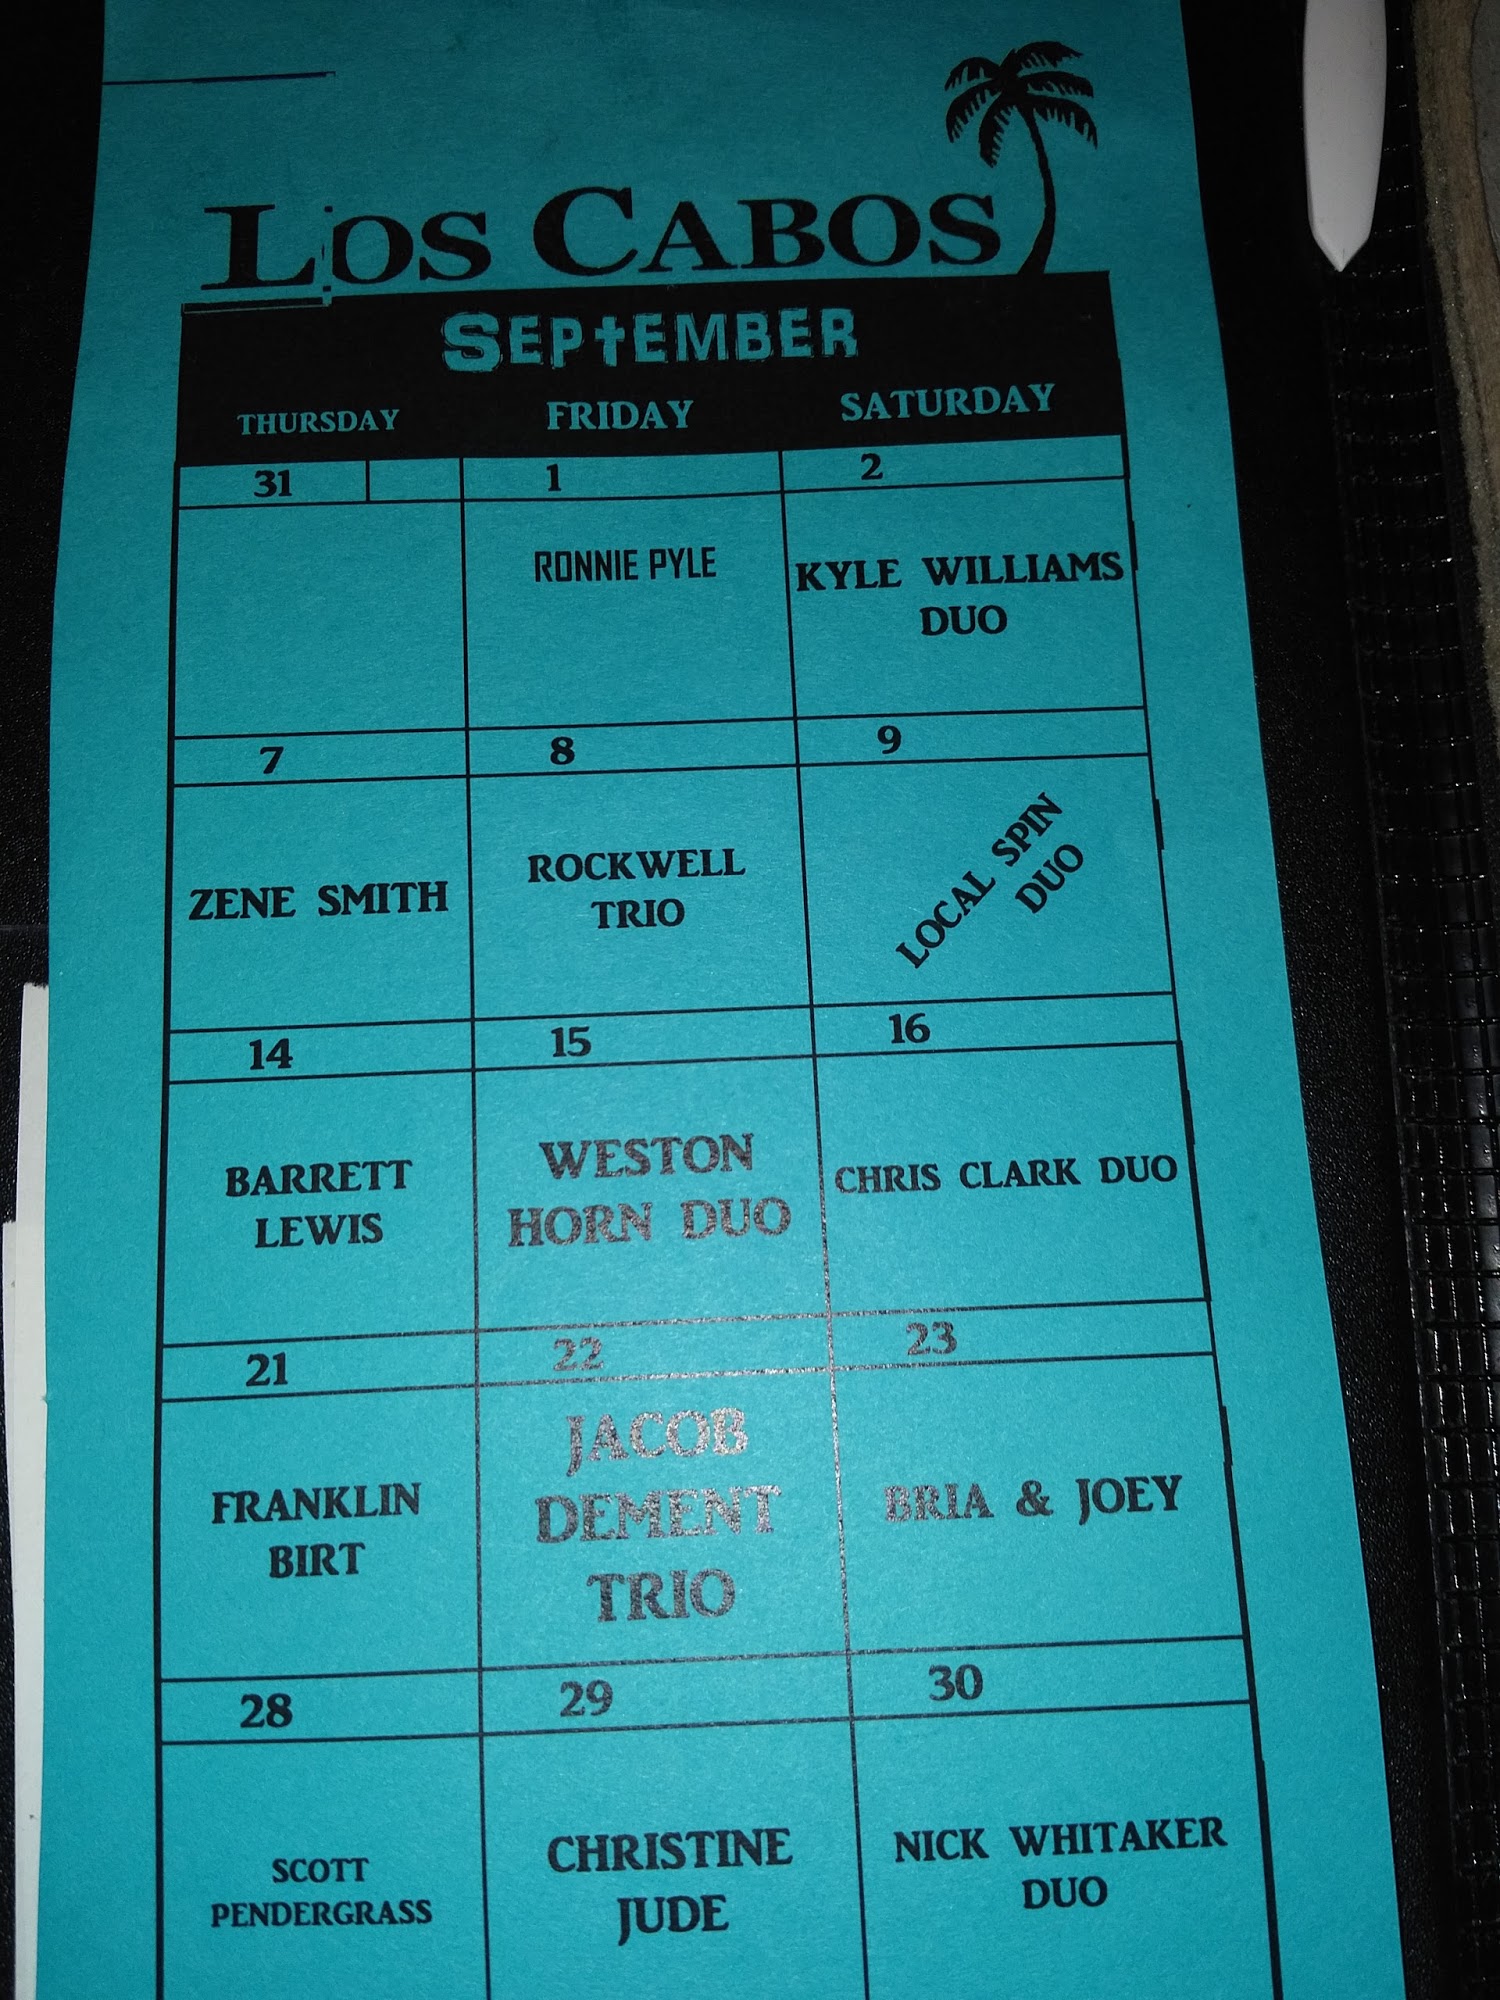 LOS CABOS
SEPTEMBER
THURSDAY FRIDAY SATURDAY
31 1 2
RONNIE PYLE
KYLE WILLIAMS
DUO
7 8 9
ZENE SMITH
ROCKWELL
TRIO
LOCAL SPIN
DUO
14 15 16
BARRETT
LEWIS
WESTON
HORN DUO
CHRIS CLARK DUO
21 22 23
FRANKLIN
BIRT
JACOB
DEMENT
TRIO
BRIA & JOEY
28 29 30
SCOTT
PENDERGRASS
CHRISTINE
JUDE
NICK WHITAKER
DUO